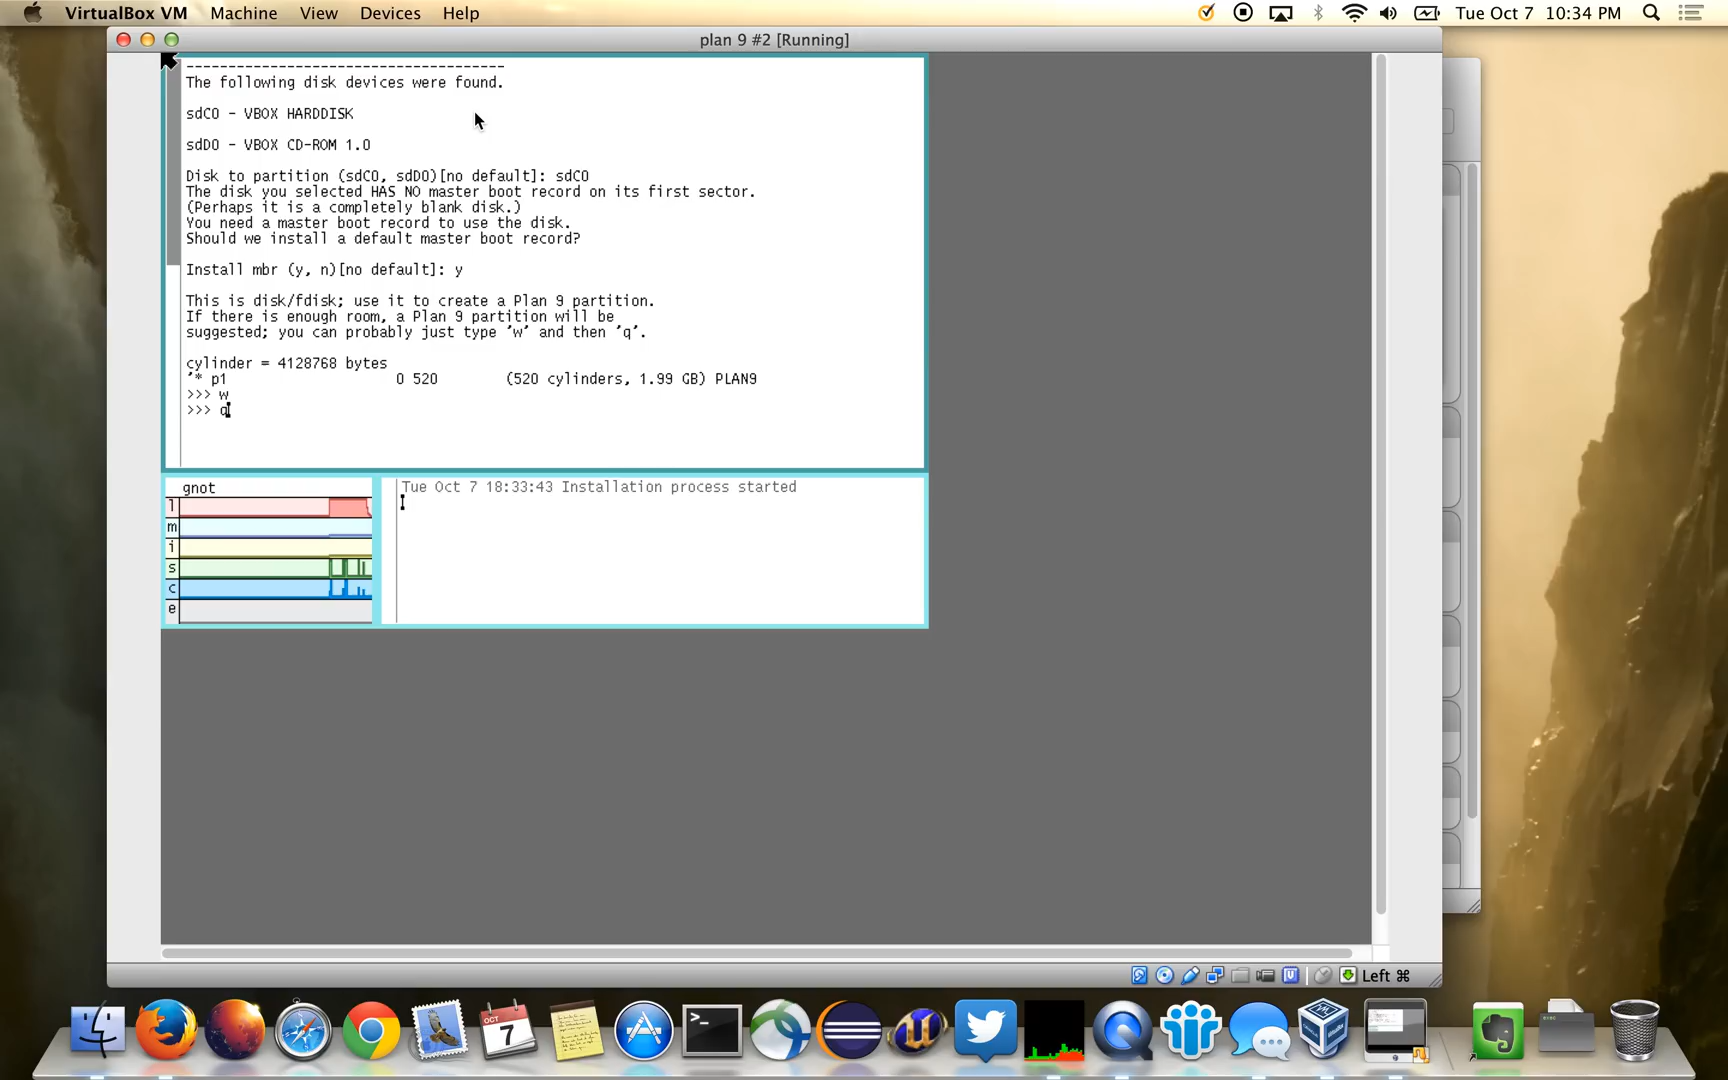 VirtualBox VM Machine View Devices Help Tue Oct 7 10:34 PM
plan 9 #2 [Running]
--------------------------------------
The following disk devices were found.
sdC0 - VBOX HARDDISK
sdD0 - VBOX CD-ROM 1.0
Disk to partition (sdC0, sdD0)[no default]: sdC0
The disk you selected HAS NO master boot record on its first sector.
(Perhaps it is a completely blank disk.)
You need a master boot record to use the disk.
Should we install a default master boot record?
Install mbr (y, n)[no default]: y
This is disk/fdisk; use it to create a Plan 9 partition.
If there is enough room, a Plan 9 partition will be
suggested; you can probably just type 'w' and then 'q'.
cylinder = 4128768 bytes
'* p1 0 520 (520 cylinders, 1.99 GB) PLAN9
>>> w
>>> q
gnot
l
m
i
s
c
e
Tue Oct 7 18:33:43 Installation process started
Left ⌘
OCT
7
>_
exec